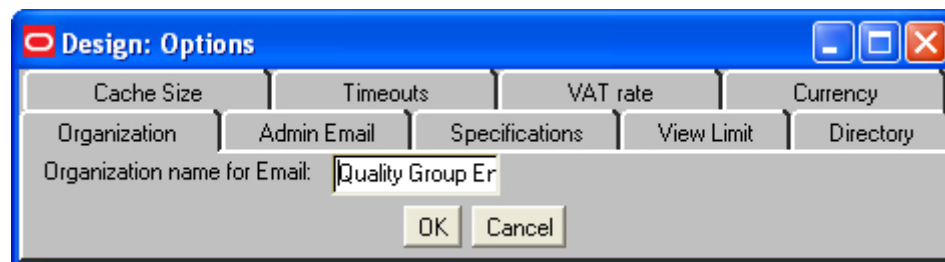 Design: Options
Cache Size Timeouts VAT rate Currency
Organization Admin Email Specifications View Limit Directory
Organization name for Email: Quality Group Er
OK Cancel